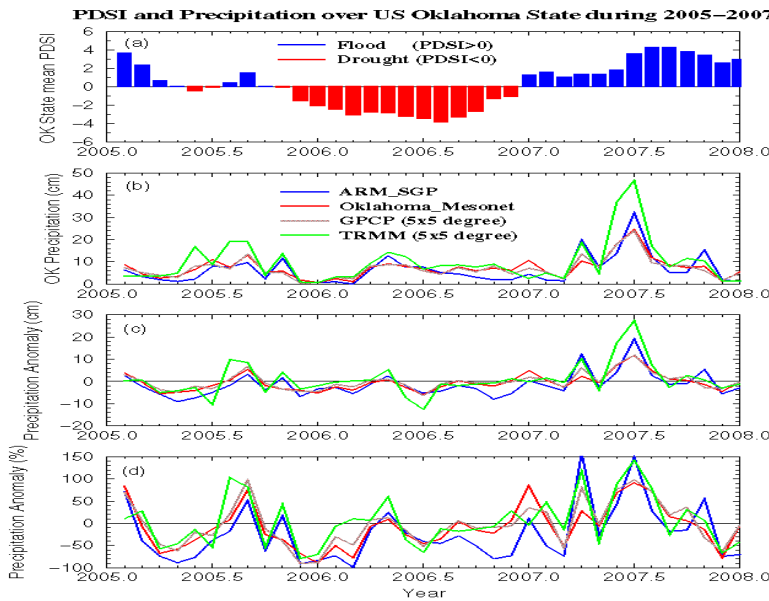 PDSI and Precipitation over US Oklahoma State during 2005-2007
OK State mean PDSI
(a)
Flood (PDSI>0)
Drought (PDSI<0)
6
4
2
0
-2
-4
-6
2005.0 2005.5 2006.0 2006.5 2007.0 2007.5 2008.0
OK Precipitation (cm)
(b)
ARM_SGP
Oklahoma_Mesonet
GPCP (5x5 degree)
TRMM (5x5 degree)
50
40
30
20
10
0
2005.0 2005.5 2006.0 2006.5 2007.0 2007.5 2008.0
Precipitation Anomaly (cm)
(c)
30
20
10
0
-10
-20
2005.0 2005.5 2006.0 2006.5 2007.0 2007.5 2008.0
Precipitation Anomaly (%)
(d)
150
100
50
0
-50
-100
2005.0 2005.5 2006.0 2006.5 2007.0 2007.5 2008.0
Year